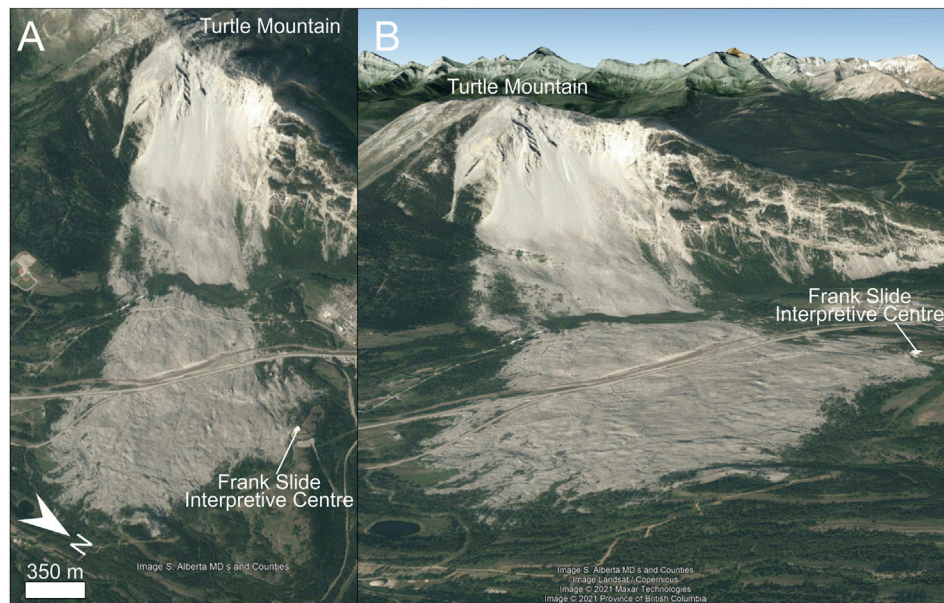 A
Turtle Mountain
Frank Slide
Interpretive Centre
N
350 m
Image S. Alberta MD s and Counties
B
Turtle Mountain
Frank Slide
Interpretive Centre
Image S. Alberta MD s and Counties
Image Landsat / Copernicus
Image © 2021 Maxar Technologies
Image © 2021 Province of British Columbia